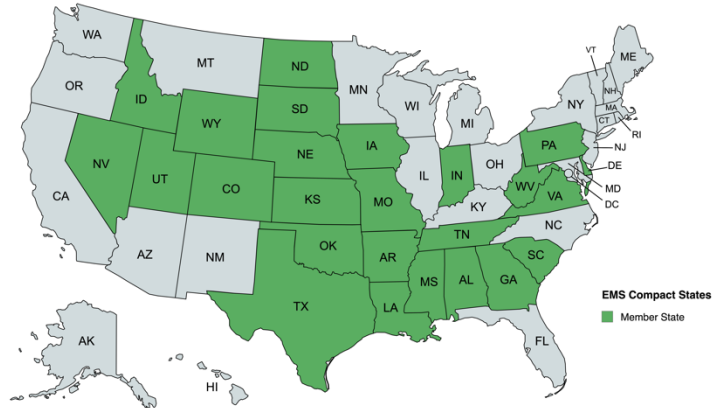 WA
MT
ND
MN
VT
ME
OR
ID
SD
WI
NH
WY
MI
NY
MA
CT
RI
NV
NE
IA
PA
NJ
UT
IL
IN
OH
DE
CA
CO
WV
MD
KS
MO
KY
VA
DC
AZ
NM
OK
TN
NC
AR
SC
TX
MS
AL
GA
LA
EMS Compact States
Member State
AK
FL
HI